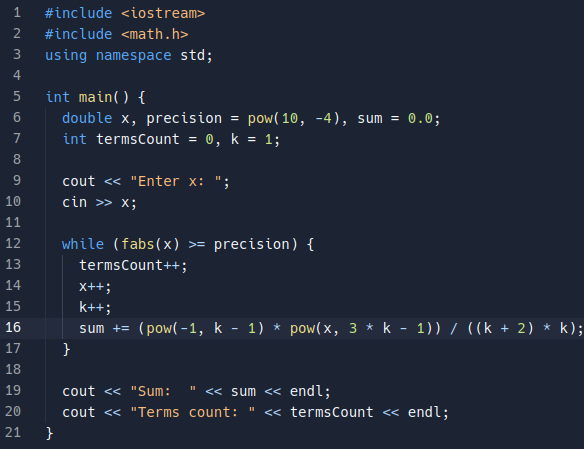 1 #include <iostream>
2 #include <math.h>
3 using namespace std;
4
5 int main() {
6 double x, precision = pow(10, -4), sum = 0.0;
7 int termsCount = 0, k = 1;
8
9 cout << "Enter x: ";
10 cin >> x;
11
12 while (fabs(x) >= precision) {
13 termsCount++;
14 x++;
15 k++;
16 sum += (pow(-1, k - 1) * pow(x, 3 * k - 1)) / ((k + 2) * k);
17 }
18
19 cout << "Sum:  " << sum << endl;
20 cout << "Terms count: " << termsCount << endl;
21 }